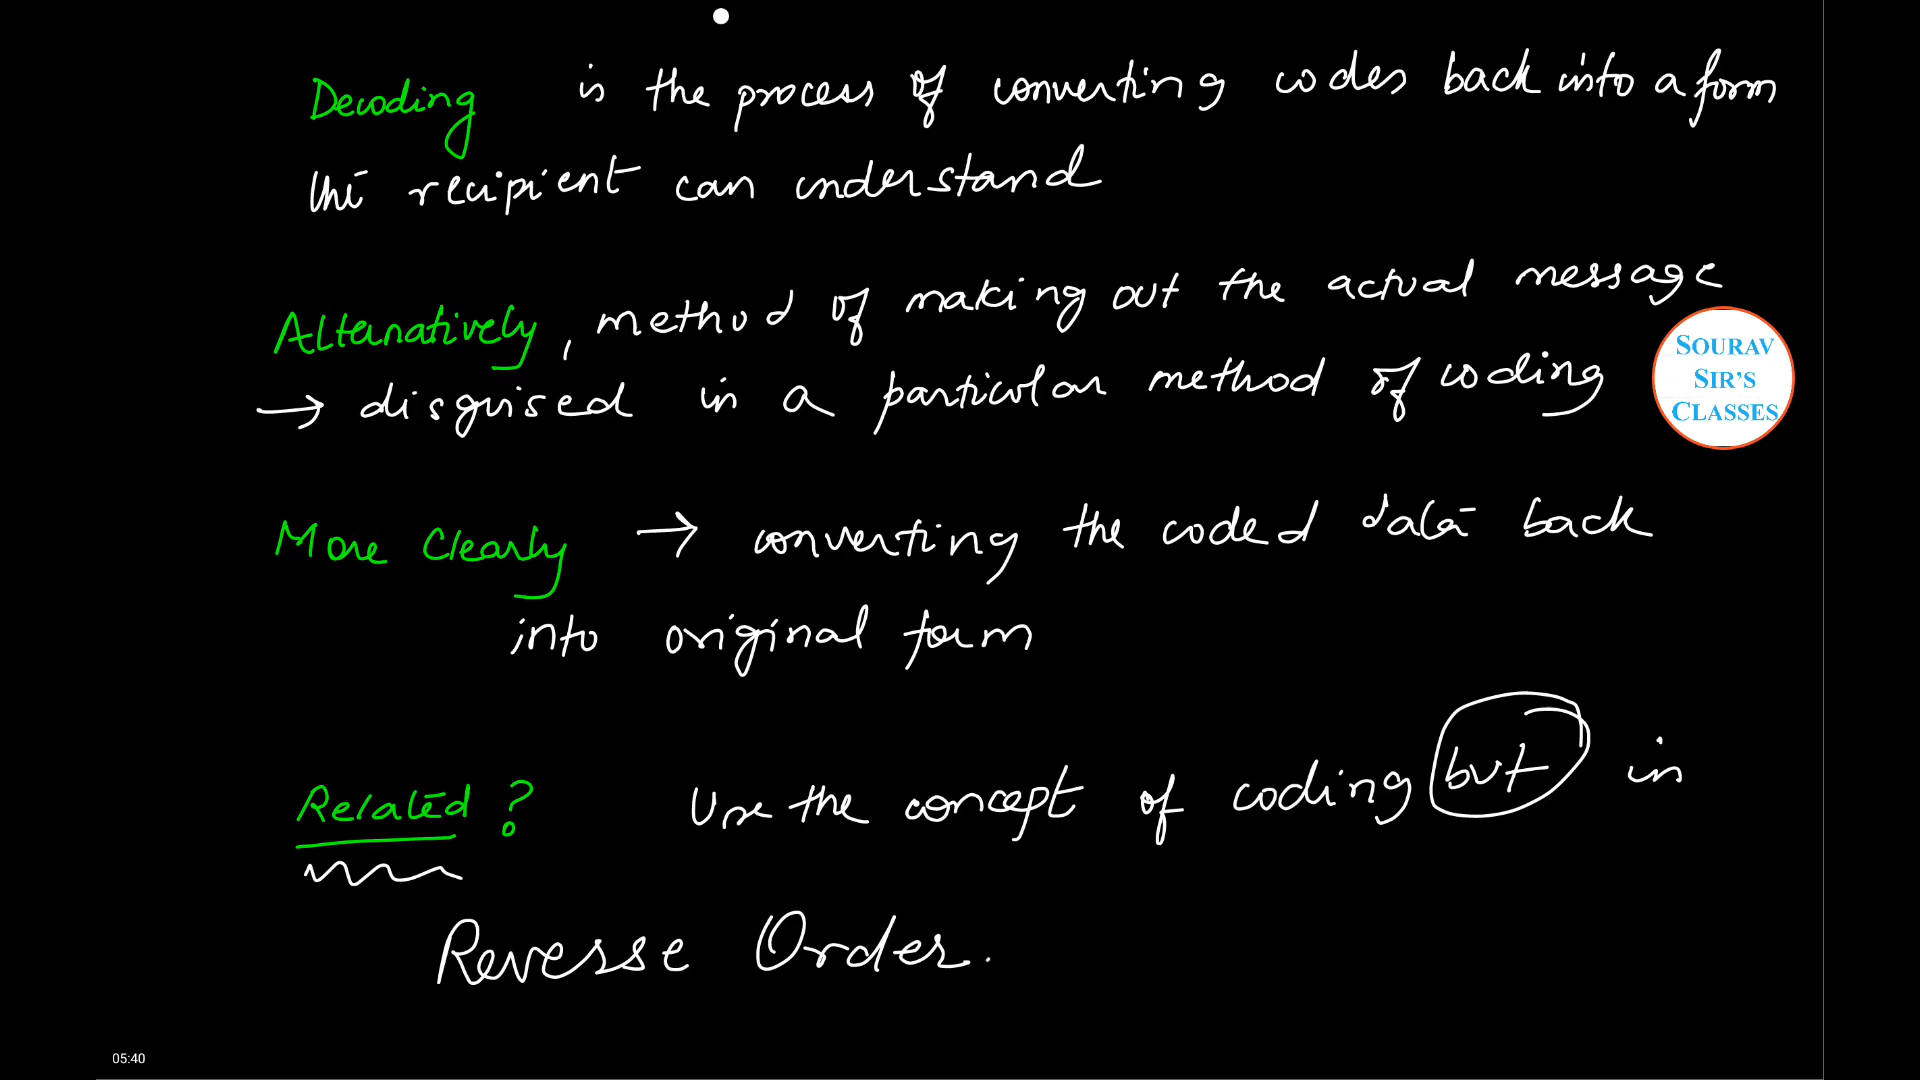 Decoding is the process of converting codes back into a form
the recipient can understand
Alternatively, method of making out the actual message
→ disguised in a particular method of coding
SOURAV
SIR'S
CLASSES
More Clearly → converting the coded data back
into original form
Related ? Use the concept of coding but in
Reverse Order.
05:40